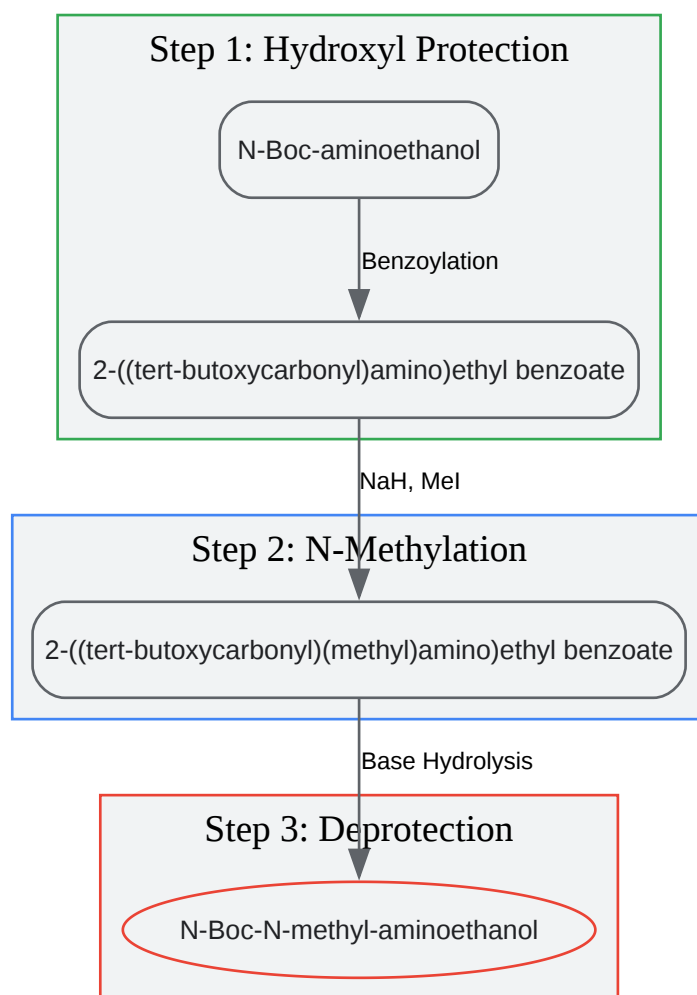 Step 1: Hydroxyl Protection
N-Boc-aminoethanol
Benzoylation
2-((tert-butoxycarbonyl)amino)ethyl benzoate
NaH, MeI
Step 2: N-Methylation
2-((tert-butoxycarbonyl)(methyl)amino)ethyl benzoate
Base Hydrolysis
Step 3: Deprotection
N-Boc-N-methyl-aminoethanol